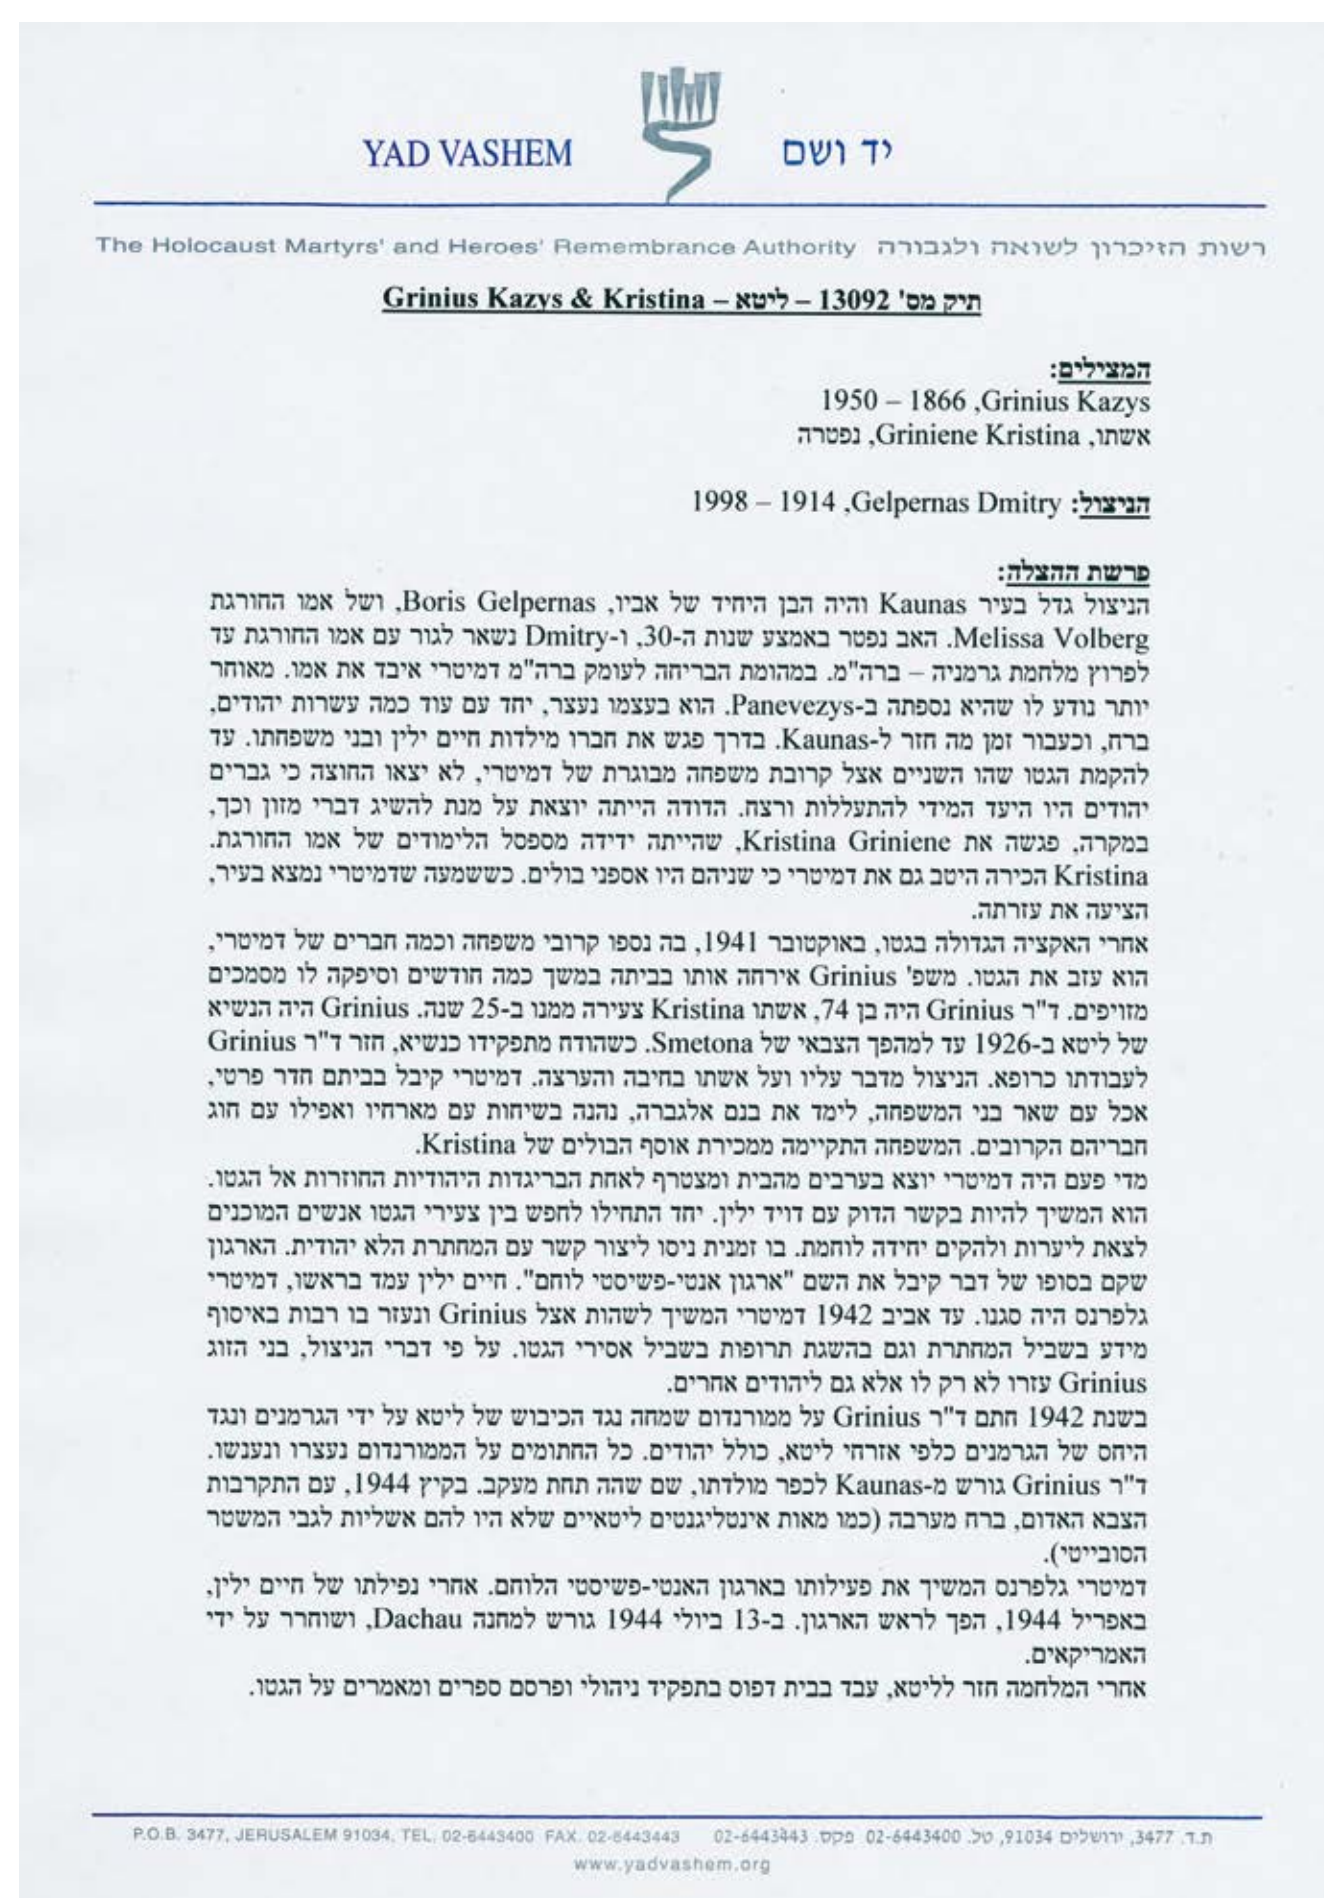 YAD VASHEM
יד ושם
The Holocaust Martyrs' and Heroes' Remembrance Authority רשות הזיכרון לשואה ולגבורה
תיק מס' 13092 – ליטא – Grinius Kazys & Kristina
המצילים:
Grinius Kazys, 1866 – 1950
אשתו, Griniene Kristina, נפטרה
הניצול: Gelpernas Dmitry, 1914 – 1998
פרשת ההצלה:
הניצול גדל בעיר Kaunas והיה הבן היחיד של אביו, Boris Gelpernas, ושל אמו החורגת
Melissa Volberg. האב נפטר באמצע שנות ה-30, ו-Dmitry נשאר לגור עם אמו החורגת עד
לפרוץ מלחמת גרמניה – ברה"מ. במהומת הבריחה לעומק ברה"מ דמיטרי איבד את אמו. מאוחר
יותר נודע לו שהיא נספתה ב-Panevezys. הוא בעצמו נעצר, יחד עם עוד כמה עשרות יהודים,
ברח, וכעבור זמן מה חזר ל-Kaunas. בדרך פגש את חברו מילדות חיים ילין ובני משפחתו. עד
להקמת הגטו שהו השניים אצל קרובת משפחה מבוגרת של דמיטרי, לא יצאו החוצה כי גברים
יהודים היו היעד המידי להתעללות ורצח. הדודה הייתה יוצאת על מנת להשיג דברי מזון וכך,
במקרה, פגשה את Kristina Griniene, שהייתה ידידה מספסל הלימודים של אמו החורגת.
Kristina הכירה היטב גם את דמיטרי כי שניהם היו אספני בולים. כששמעה שדמיטרי נמצא בעיר,
הציעה את עזרתה.
אחרי האקציה הגדולה בגטו, באוקטובר 1941, בה נספו קרובי משפחה וכמה חברים של דמיטרי,
הוא עזב את הגטו. משפ' Grinius אירחה אותו בביתה במשך כמה חודשים וסיפקה לו מסמכים
מזויפים. ד"ר Grinius היה בן 74, אשתו Kristina צעירה ממנו ב-25 שנה. Grinius היה הנשיא
של ליטא ב-1926 עד למהפך הצבאי של Smetona. כשהודח מתפקידו כנשיא, חזר ד"ר Grinius
לעבודתו כרופא. הניצול מדבר עליו ועל אשתו בחיבה והערצה. דמיטרי קיבל בביתם חדר פרטי,
אכל עם שאר בני המשפחה, לימד את בנם אלגברה, נהנה בשיחות עם מארחיו ואפילו עם חוג
חבריהם הקרובים. המשפחה התקיימה ממכירת אוסף הבולים של Kristina.
מדי פעם היה דמיטרי יוצא בערבים מהבית ומצטרף לאחת הבריגדות היהודיות החוזרות אל הגטו.
הוא המשיך להיות בקשר הדוק עם דויד ילין. יחד התחילו לחפש בין צעירי הגטו אנשים המוכנים
לצאת ליערות ולהקים יחידה לוחמת. בו זמנית ניסו ליצור קשר עם המחתרת הלא יהודית. הארגון
שקם בסופו של דבר קיבל את השם "ארגון אנטי-פשיסטי לוחם". חיים ילין עמד בראשו, דמיטרי
גלפרנס היה סגנו. עד אביב 1942 דמיטרי המשיך לשהות אצל Grinius ונעזר בו רבות באיסוף
מידע בשביל המחתרת וגם בהשגת תרופות בשביל אסירי הגטו. על פי דברי הניצול, בני הזוג
Grinius עזרו לא רק לו אלא גם ליהודים אחרים.
בשנת 1942 חתם ד"ר Grinius על ממורנדום שמחה נגד הכיבוש של ליטא על ידי הגרמנים ונגד
היחס של הגרמנים כלפי אזרחי ליטא, כולל יהודים. כל החתומים על הממורנדום נעצרו ונענשו.
ד"ר Grinius גורש מ-Kaunas לכפר מולדתו, שם שהה תחת מעקב. בקיץ 1944, עם התקרבות
הצבא האדום, ברח מערבה (כמו מאות אינטליגנטים ליטאיים שלא היו להם אשליות לגבי המשטר
הסובייטי).
דמיטרי גלפרנס המשיך את פעילותו בארגון האנטי-פשיסטי הלוחם. אחרי נפילתו של חיים ילין,
באפריל 1944, הפך לראש הארגון. ב-13 ביולי 1944 גורש למחנה Dachau, ושוחרר על ידי
האמריקאים.
אחרי המלחמה חזר לליטא, עבד בבית דפוס בתפקיד ניהולי ופרסם ספרים ומאמרים על הגטו.
P.O.B. 3477, JERUSALEM 91034, TEL. 02-6443400 FAX. 02-6443443
ת.ד. 3477, ירושלים 91034, טל. 02-6443400 פקס. 02-6443443
www.yadvashem.org